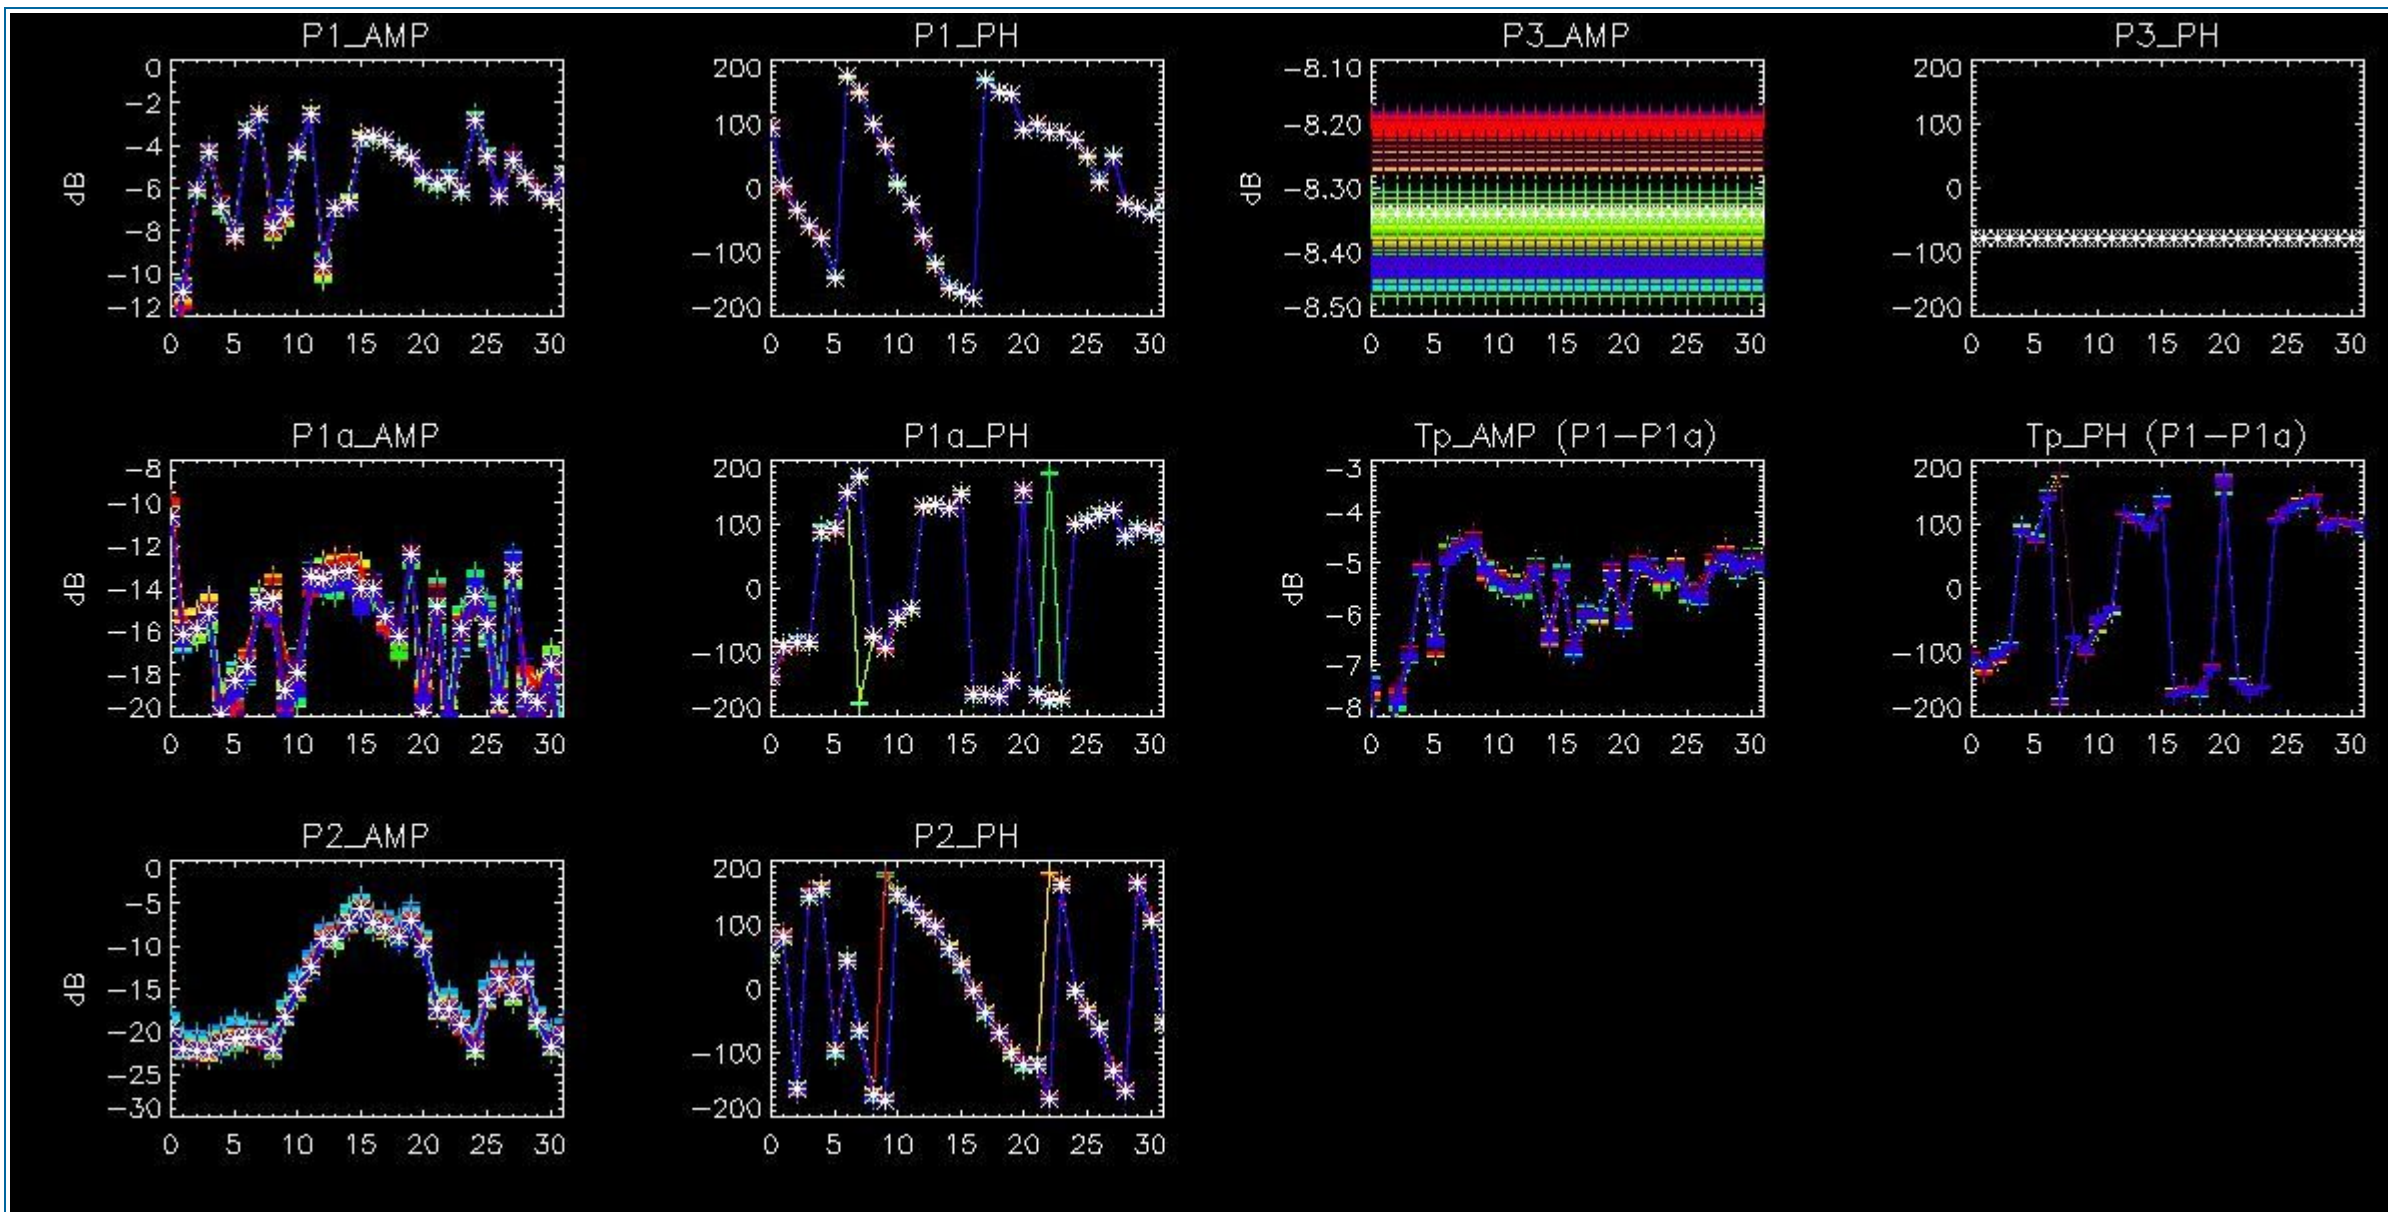 P1_AMP P1_PH P3_AMP P3_PH
0 200 −8.10 200
−2
100 −8.20 100
−4
dB −6 0 dB −8.30 0
−8
−100 −8.40 −100
−10
−12 −200 −8.50 −200
0 5 10 15 20 25 30 0 5 10 15 20 25 30 0 5 10 15 20 25 30 0 5 10 15 20 25 30
P1a_AMP P1a_PH Tp_AMP (P1−P1a) Tp_PH (P1−P1a)
−8 200 −3 200
−10
−4
−12 100 100
−5
dB −14 0 dB 0
−16 −6
−100 −7 −100
−18
−20 −200 −8 −200
0 5 10 15 20 25 30 0 5 10 15 20 25 30 0 5 10 15 20 25 30 0 5 10 15 20 25 30
P2_AMP P2_PH
0 200
−5
100
−10
dB −15 0
−20
−100
−25
−30 −200
0 5 10 15 20 25 30 0 5 10 15 20 25 30